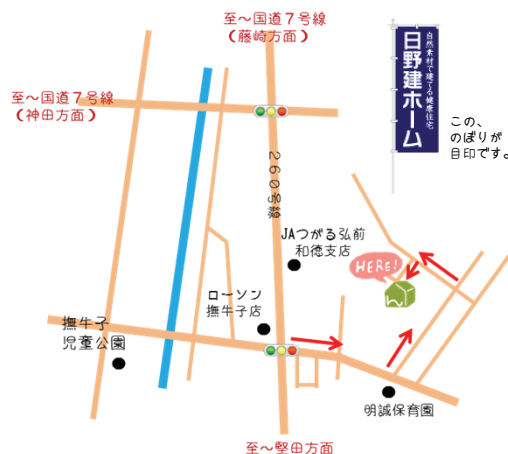 至〜国道７号線
（藤崎方面）
至〜国道７号線
（神田方面）
自然素材で建てる健康住宅
日野建ホーム
この、
のぼりが
目印です。
２６０号線
JAつがる弘前
和徳支店
HERE!
ローソン
撫牛子店
撫牛子
児童公園
明誠保育園
至〜堅田方面